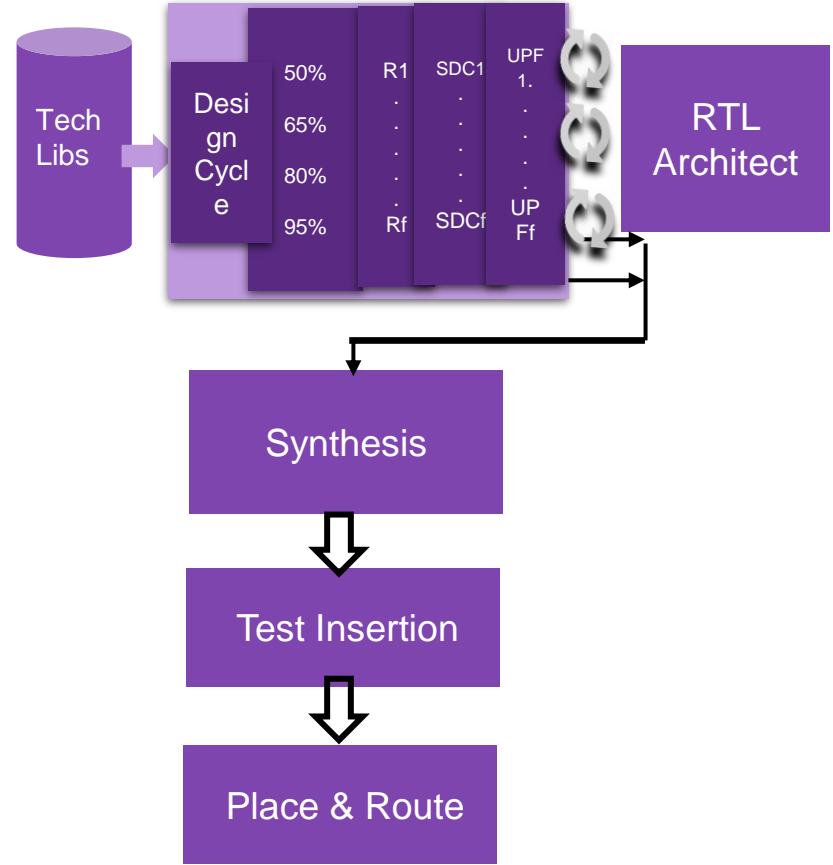 Tech
Libs
Desi
gn
Cycl
e
50%
65%
80%
95%
R1
.
.
.
.
.
Rf
SDC1
.
.
.
.
.
SDCf
UPF
1.
.
.
.
.
UP
Ff
RTL
Architect
Synthesis
Test Insertion
Place & Route